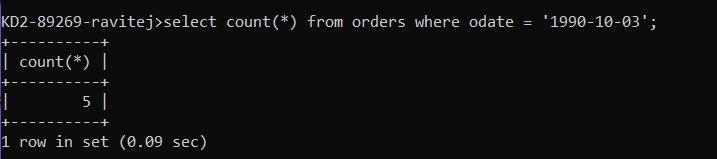 KD2-89269-ravitej>select count(*) from orders where odate = '1990-10-03';
+----------+
| count(*) |
+----------+
|        5 |
+----------+
1 row in set (0.09 sec)